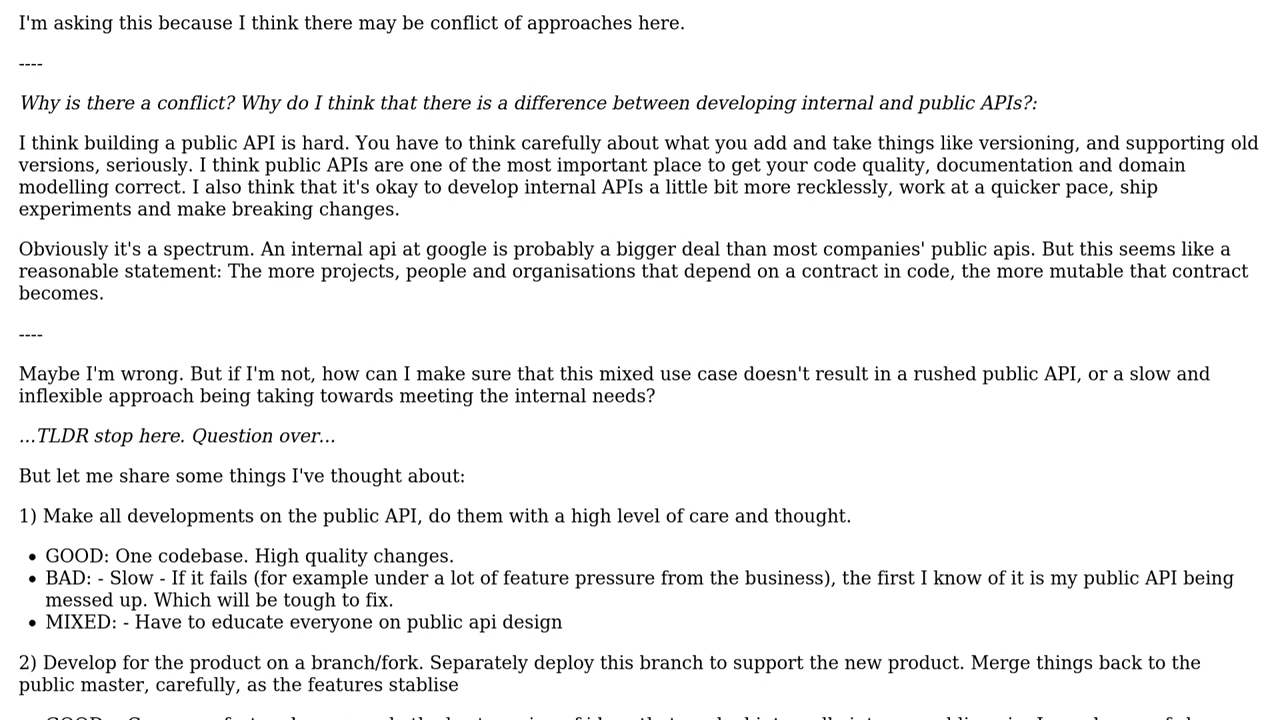 I'm asking this because I think there may be conflict of approaches here.
----
Why is there a conflict? Why do I think that there is a difference between developing internal and public APIs?:
I think building a public API is hard. You have to think carefully about what you add and take things like versioning, and supporting old
versions, seriously. I think public APIs are one of the most important place to get your code quality, documentation and domain
modelling correct. I also think that it's okay to develop internal APIs a little bit more recklessly, work at a quicker pace, ship
experiments and make breaking changes.
Obviously it's a spectrum. An internal api at google is probably a bigger deal than most companies' public apis. But this seems like a
reasonable statement: The more projects, people and organisations that depend on a contract in code, the more mutable that contract
becomes.
----
Maybe I'm wrong. But if I'm not, how can I make sure that this mixed use case doesn't result in a rushed public API, or a slow and
inflexible approach being taking towards meeting the internal needs?
...TLDR stop here. Question over...
But let me share some things I've thought about:
1) Make all developments on the public API, do them with a high level of care and thought.
• GOOD: One codebase. High quality changes.
• BAD: - Slow - If it fails (for example under a lot of feature pressure from the business), the first I know of it is my public API being
messed up. Which will be tough to fix.
• MIXED: - Have to educate everyone on public api design
2) Develop for the product on a branch/fork. Separately deploy this branch to support the new product. Merge things back to the
public master, carefully, as the features stablise